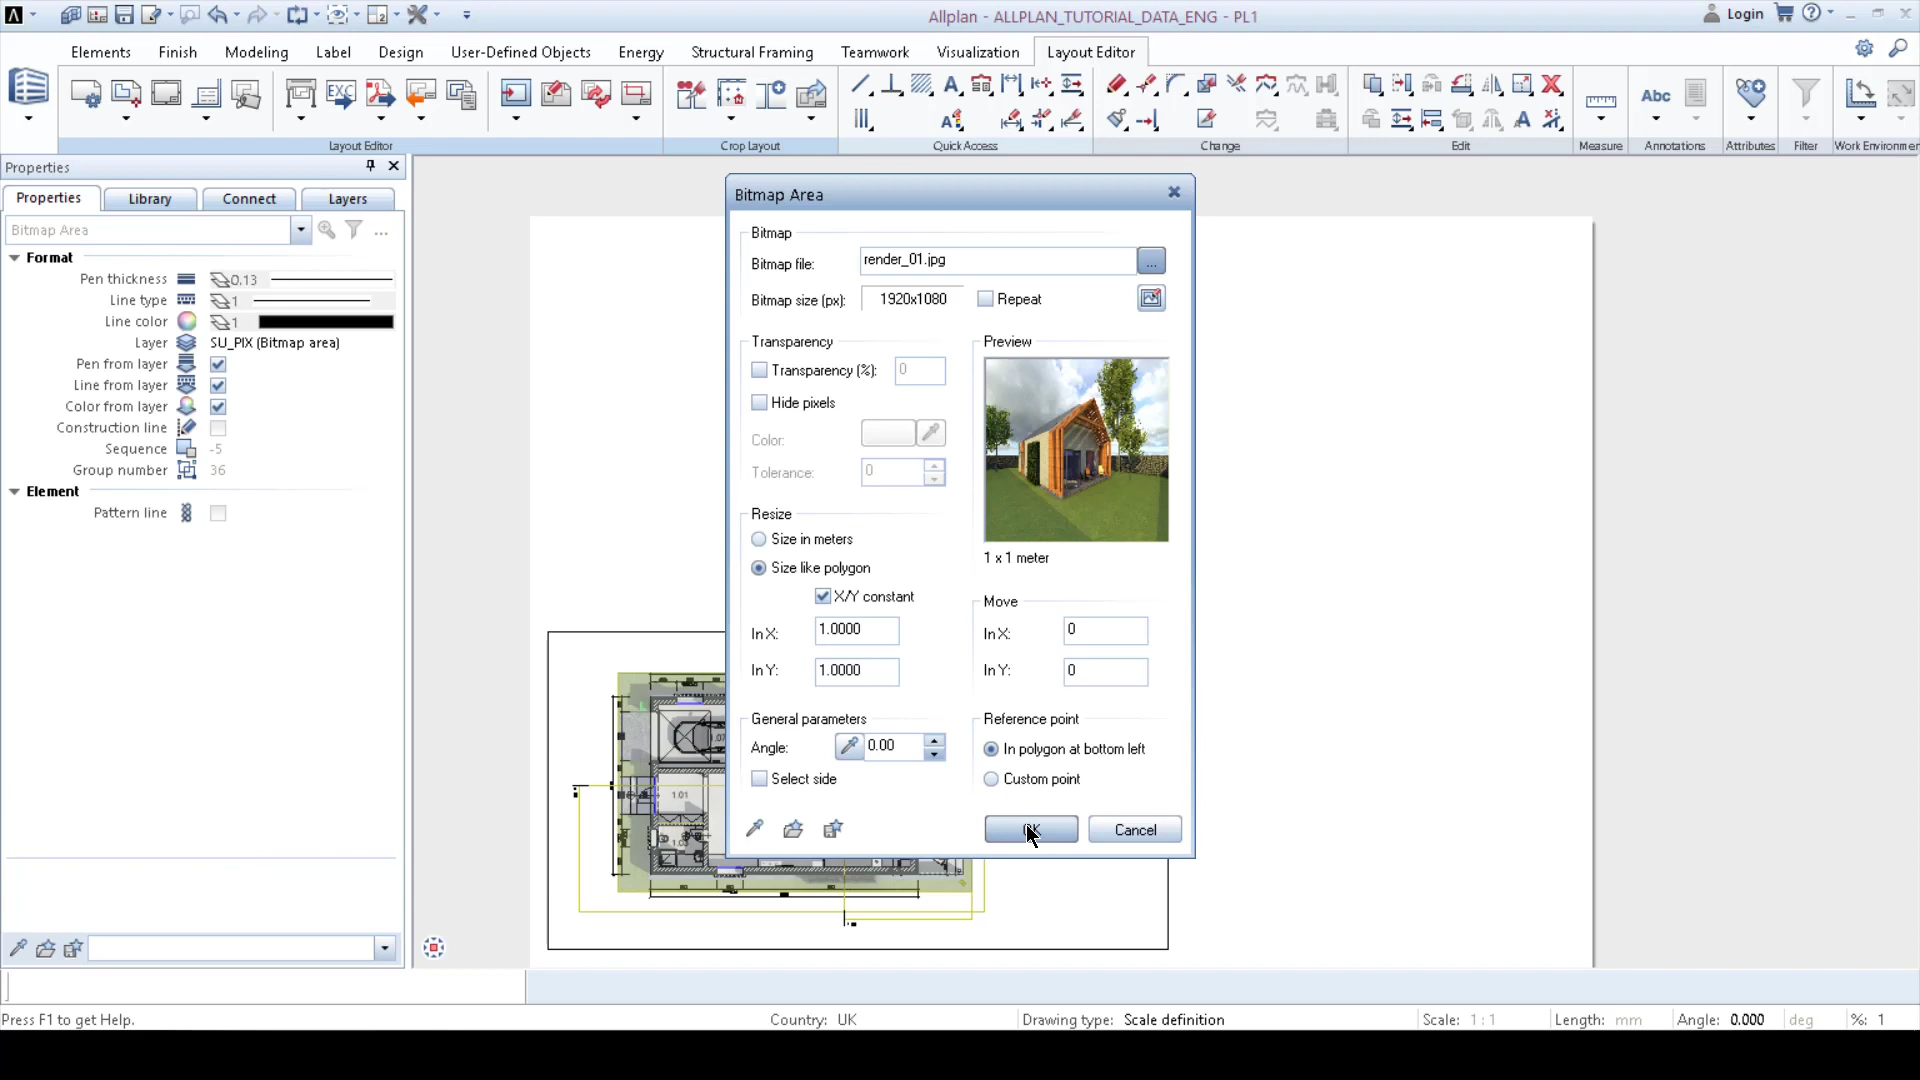 Allplan - ALLPLAN_TUTORIAL_DATA_ENG - PL1
Login
Elements Finish Modeling Label Design User-Defined Objects Energy Structural Framing Teamwork Visualization Layout Editor
EXC
Abc
Layout Editor Crop Layout Quick Access Change Edit Measure Annotations Attributes Filter Work Environmer
Properties
Properties Library Connect Layers
Bitmap Area
...
Format
Pen thickness 0.13
Line type 1
Line color 1
Layer SU_PIX (Bitmap area)
Pen from layer
Line from layer
Color from layer
Construction line
Sequence -5
Group number 36
Element
Pattern line
Bitmap Area
Bitmap
Bitmap file: render_01.jpg ...
Bitmap size (px): 1920x1080 Repeat
Transparency
Transparency (%): 0
Hide pixels
Color:
Tolerance: 0
Preview
1 x 1 meter
Resize
Size in meters
Size like polygon
X/Y constant
In X: 1.0000
In Y: 1.0000
Move
In X: 0
In Y: 0
General parameters
Angle: 0.00
Select side
Reference point
In polygon at bottom left
Custom point
OK Cancel
1.01
Press F1 to get Help.
Country: UK
Drawing type: Scale definition
Scale: 1 : 1
Length: mm
Angle: 0.000 deg
%: 1